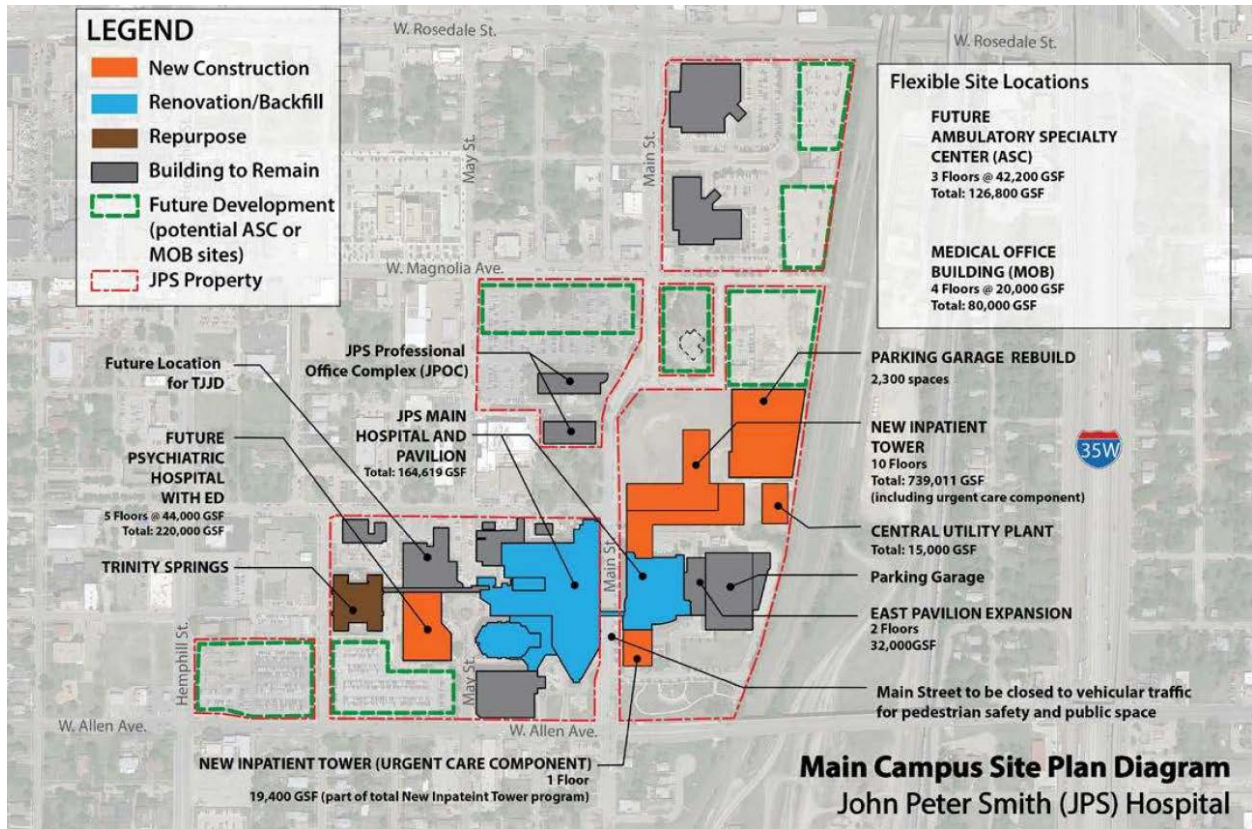 W. Rosedale St.
W. Rosedale St.
LEGEND
New Construction
Renovation/Backfill
Repurpose
Building to Remain
Future Development
(potential ASC or
MOB sites)
JPS Property
May St.
Main St.
Flexible Site Locations
FUTURE
AMBULATORY SPECIALTY
CENTER (ASC)
3 Floors @ 42,200 GSF
Total: 126,800 GSF
MEDICAL OFFICE
BUILDING (MOB)
4 Floors @ 20,000 GSF
Total: 80,000 GSF
W. Magnolia Ave.
Future Location
for TJJD
JPS Professional
Office Complex (JPOC)
PARKING GARAGE REBUILD
2,300 spaces
FUTURE
PSYCHIATRIC
HOSPITAL
WITH ED
5 Floors @ 44,000 GSF
Total: 220,000 GSF
JPS MAIN
HOSPITAL AND
PAVILION
Total: 164,619 GSF
NEW INPATIENT
TOWER
10 Floors
Total: 739,011 GSF
(including urgent care component)
35W
CENTRAL UTILITY PLANT
Total: 15,000 GSF
TRINITY SPRINGS
Main St.
Parking Garage
EAST PAVILION EXPANSION
2 Floors
32,000GSF
Hemphill St.
May St.
Main Street to be closed to vehicular traffic
for pedestrian safety and public space
W. Allen Ave.
W. Allen Ave.
NEW INPATIENT TOWER (URGENT CARE COMPONENT)
1 Floor
19,400 GSF (part of total New Inpateint Tower program)
Main Campus Site Plan Diagram
John Peter Smith (JPS) Hospital